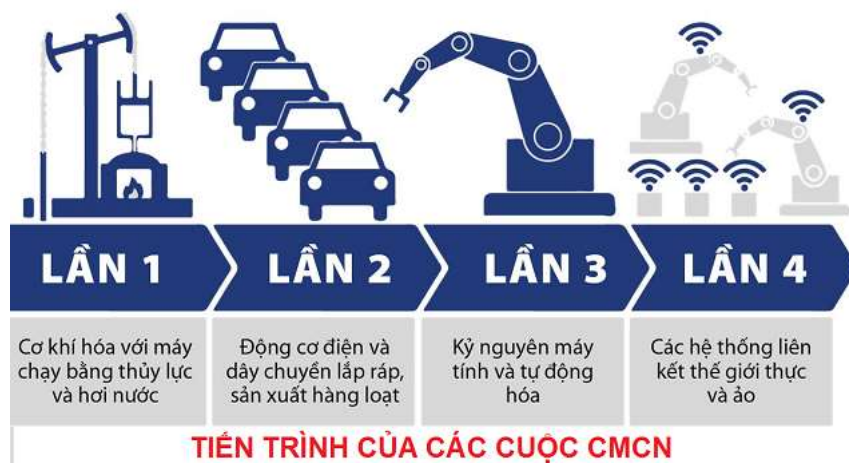 LẦN 1
LẦN 2
LẦN 3
LẦN 4
Cơ khí hóa với máy
chạy bằng thủy lực
và hơi nước
Động cơ điện và
dây chuyền lắp ráp,
sản xuất hàng loạt
Kỷ nguyên máy
tính và tự động
hóa
Các hệ thống liên
kết thế giới thực
và ảo
TIẾN TRÌNH CỦA CÁC CUỘC CMCN